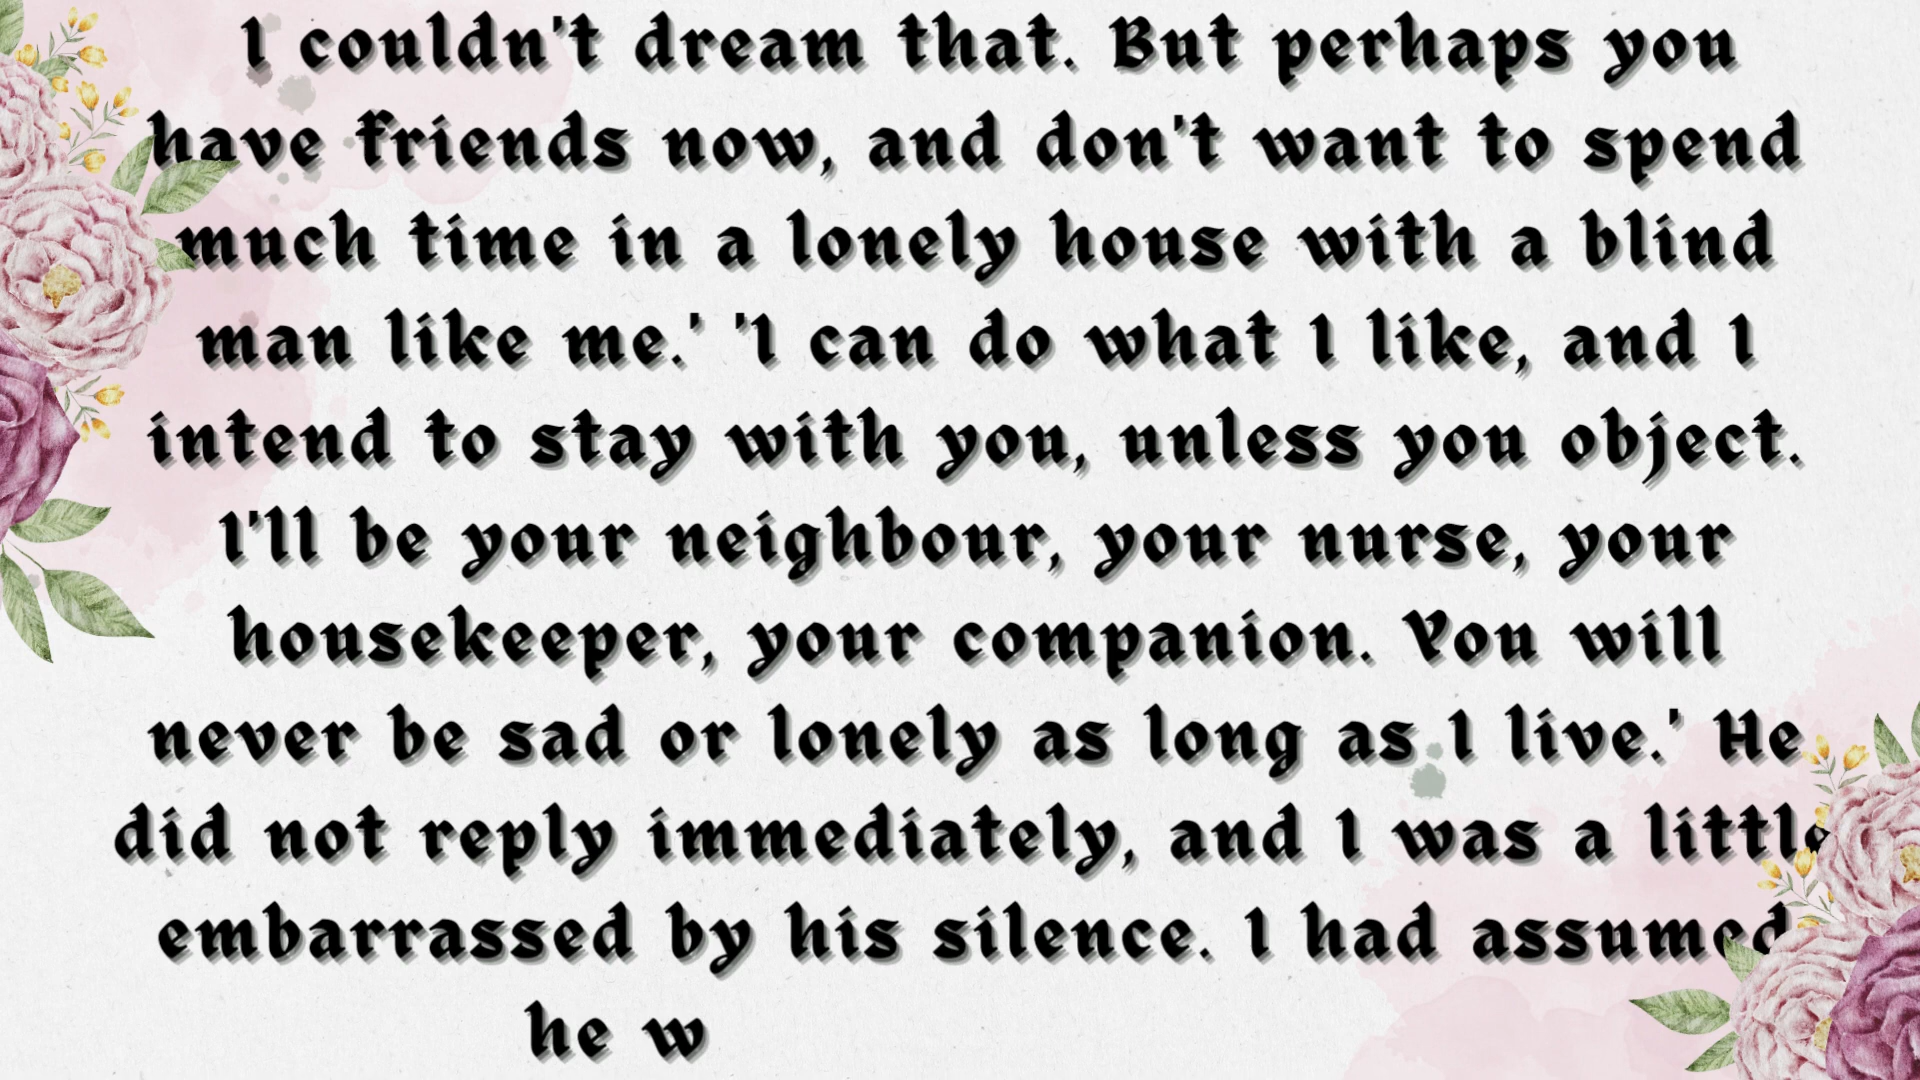 I couldn't dream that. But perhaps you
have friends now, and don't want to spend
much time in a lonely house with a blind
man like me.' 'I can do what I like, and I
intend to stay with you, unless you object.
I'll be your neighbour, your nurse, your
housekeeper, your companion. You will
never be sad or lonely as long as I live.' He
did not reply immediately, and I was a little
embarrassed by his silence. I had assumed
he w